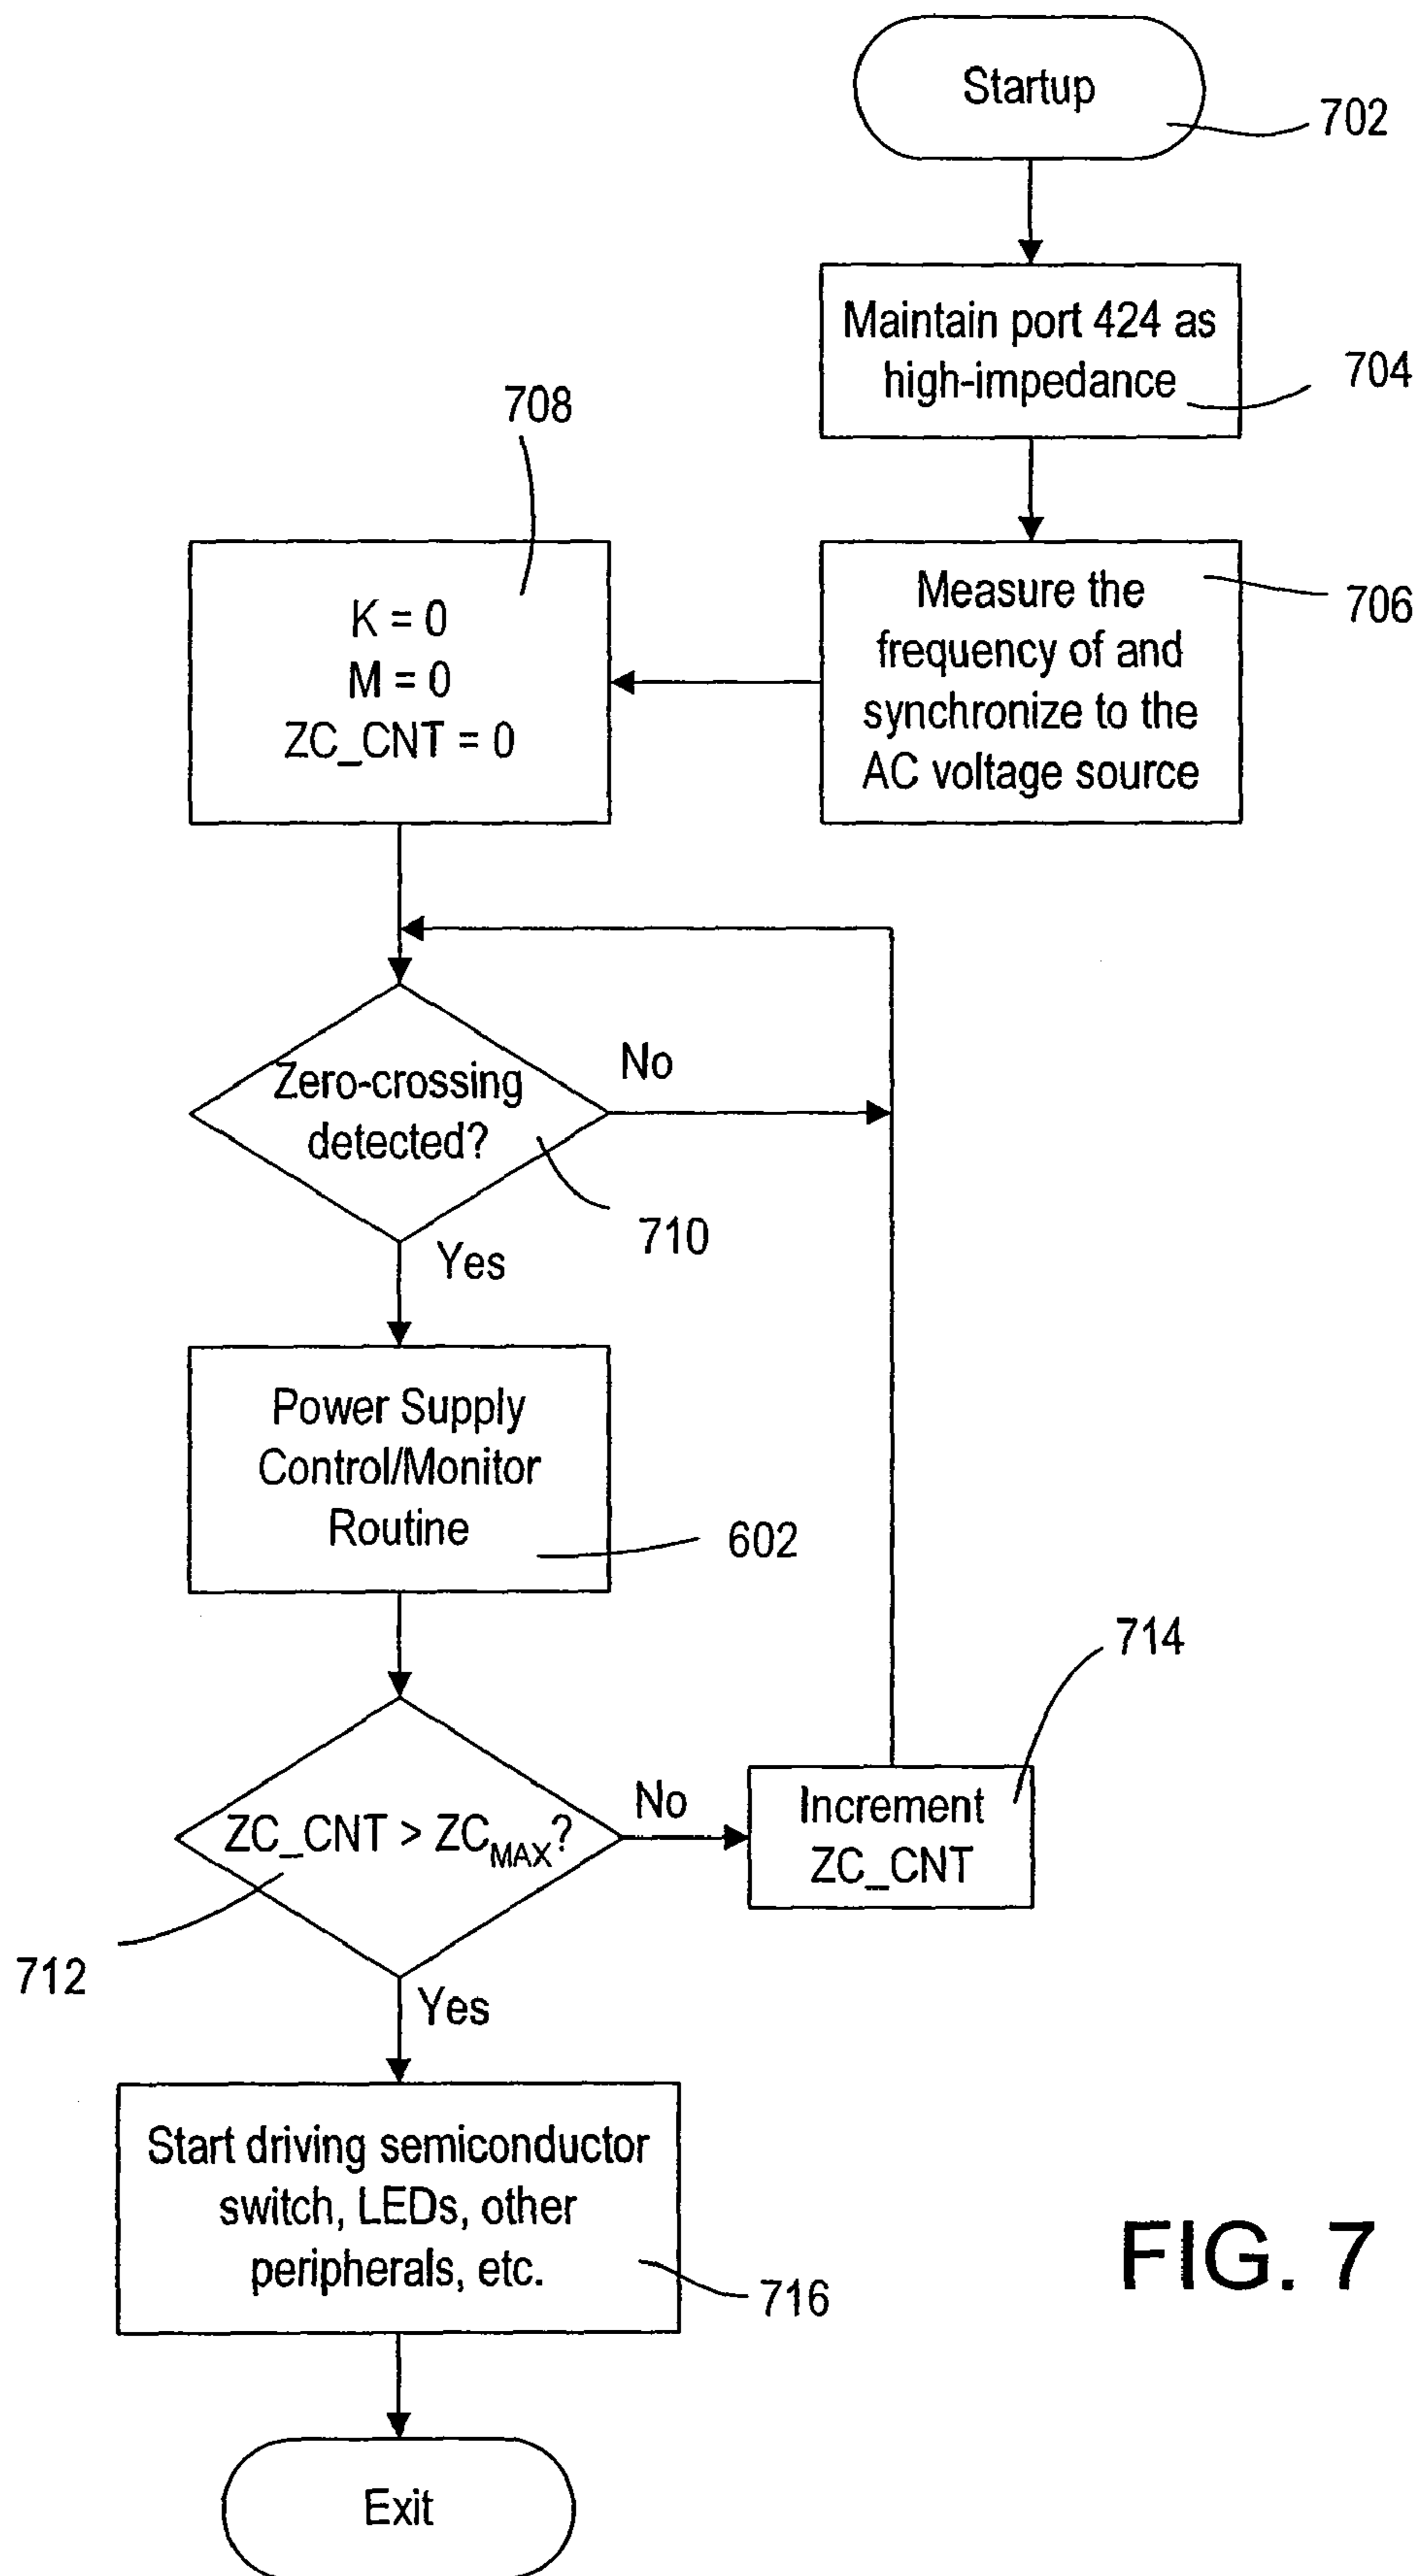 Startup
702
Maintain port 424 as
high-impedance
704
708
K = 0
M = 0
ZC_CNT = 0
Measure the
frequency of and
synchronize to the
AC voltage source
706
Zero-crossing
detected?
No
710
Yes
Power Supply
Control/Monitor
Routine
602
714
ZC_CNT > ZCMAX?
No
Increment
ZC_CNT
712
Yes
Start driving semiconductor
switch, LEDs, other
peripherals, etc.
716
FIG. 7
Exit